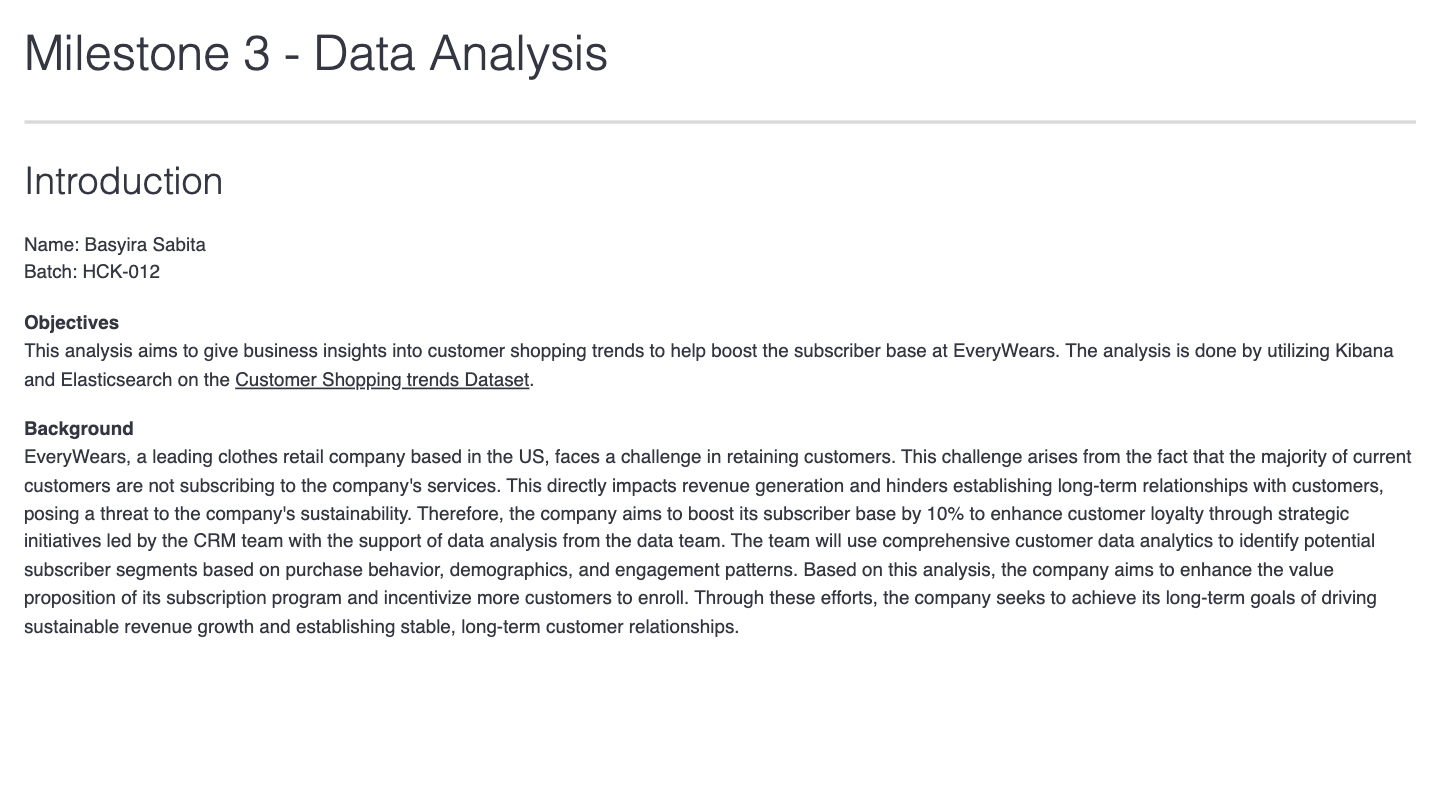 Milestone 3 - Data Analysis
Introduction
Name: Basyira Sabita
Batch: HCK-012
Objectives
This analysis aims to give business insights into customer shopping trends to help boost the subscriber base at EveryWears. The analysis is done by utilizing Kibana
and Elasticsearch on the Customer Shopping trends Dataset.
Background
EveryWears, a leading clothes retail company based in the US, faces a challenge in retaining customers. This challenge arises from the fact that the majority of current
customers are not subscribing to the company's services. This directly impacts revenue generation and hinders establishing long-term relationships with customers,
posing a threat to the company's sustainability. Therefore, the company aims to boost its subscriber base by 10% to enhance customer loyalty through strategic
initiatives led by the CRM team with the support of data analysis from the data team. The team will use comprehensive customer data analytics to identify potential
subscriber segments based on purchase behavior, demographics, and engagement patterns. Based on this analysis, the company aims to enhance the value
proposition of its subscription program and incentivize more customers to enroll. Through these efforts, the company seeks to achieve its long-term goals of driving
sustainable revenue growth and establishing stable, long-term customer relationships.